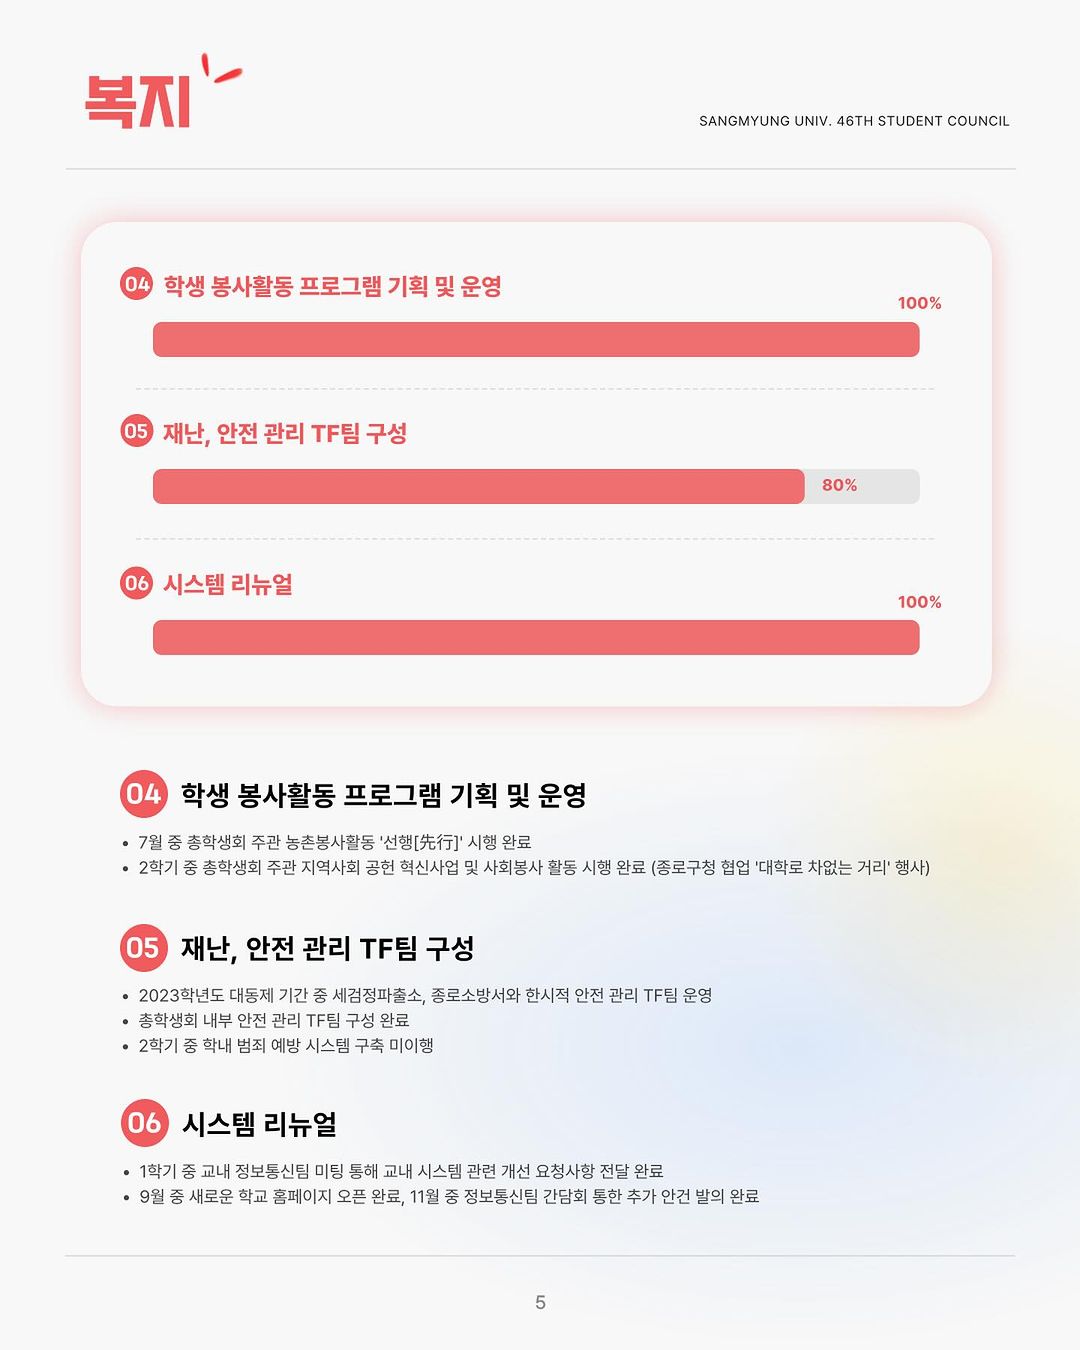 복지
SANGMYUNG UNIV. 46TH STUDENT COUNCIL
04 학생 봉사활동 프로그램 기획 및 운영
100%
05 재난, 안전 관리 TF팀 구성
80%
06 시스템 리뉴얼
100%
04 학생 봉사활동 프로그램 기획 및 운영
• 7월 중 총학생회 주관 농촌봉사활동 '선행[先行]' 시행 완료
• 2학기 중 총학생회 주관 지역사회 공헌 혁신사업 및 사회봉사 활동 시행 완료 (종로구청 협업 '대학로 차없는 거리' 행사)
05 재난, 안전 관리 TF팀 구성
• 2023학년도 대동제 기간 중 세검정파출소, 종로소방서와 한시적 안전 관리 TF팀 운영
• 총학생회 내부 안전 관리 TF팀 구성 완료
• 2학기 중 학내 범죄 예방 시스템 구축 미이행
06 시스템 리뉴얼
• 1학기 중 교내 정보통신팀 미팅 통해 교내 시스템 관련 개선 요청사항 전달 완료
• 9월 중 새로운 학교 홈페이지 오픈 완료, 11월 중 정보통신팀 간담회 통한 추가 안건 발의 완료
5